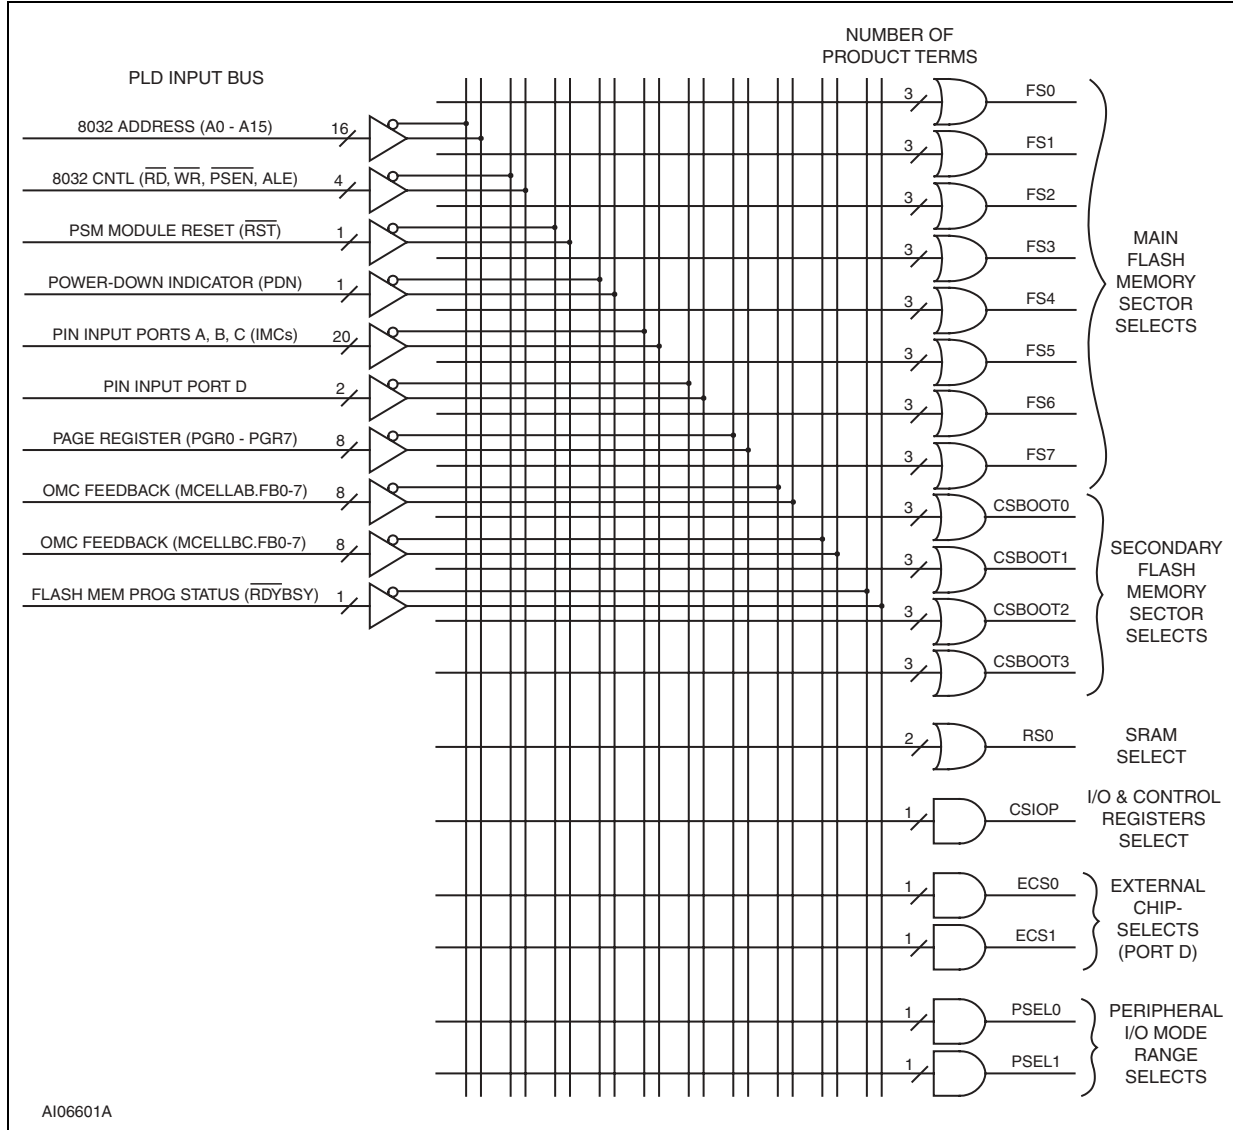 NUMBER OF
PRODUCT TERMS
PLD INPUT BUS
8032 ADDRESS (A0 - A15)
16
8032 CNTL (RD, WR, PSEN, ALE)
4
PSM MODULE RESET (RST)
1
POWER-DOWN INDICATOR (PDN)
1
PIN INPUT PORTS A, B, C (IMCs)
20
PIN INPUT PORT D
2
PAGE REGISTER (PGR0 - PGR7)
8
OMC FEEDBACK (MCELLAB.FB0-7)
8
OMC FEEDBACK (MCELLBC.FB0-7)
8
FLASH MEM PROG STATUS (RDYBSY)
1
3
FS0
3
FS1
3
FS2
3
FS3
3
FS4
3
FS5
3
FS6
3
FS7
MAIN
FLASH
MEMORY
SECTOR
SELECTS
3
CSBOOT0
3
CSBOOT1
3
CSBOOT2
3
CSBOOT3
SECONDARY
FLASH
MEMORY
SECTOR
SELECTS
2
RS0
SRAM
SELECT
1
CSIOP
I/O & CONTROL
REGISTERS
SELECT
1
ECS0
1
ECS1
EXTERNAL
CHIP-
SELECTS
(PORT D)
1
PSEL0
1
PSEL1
PERIPHERAL
I/O MODE
RANGE
SELECTS
AI06601A